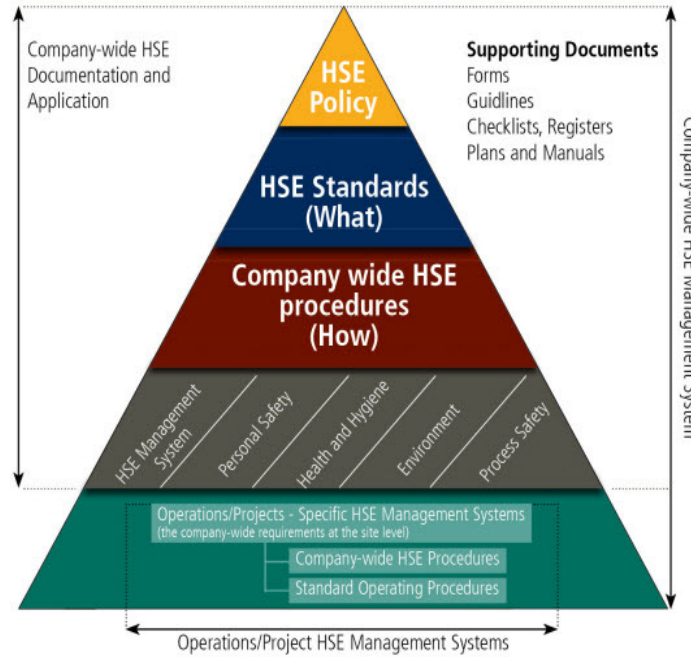 Company-wide HSE
Documentation and
Application
HSE
Policy
Supporting Documents
Forms
Guidlines
Checklists, Registers
Plans and Manuals
HSE Standards
(What)
Company wide HSE
procedures
(How)
HSE Management
System
Personal Safety
Health and Hygiene
Environment
Process Safety
Company-wide HSE Management System
Operations/Projects - Specific HSE Management Systems
(the company-wide requirements at the site level)
Company-wide HSE Procedures
Standard Operating Procedures
Operations/Project HSE Management Systems